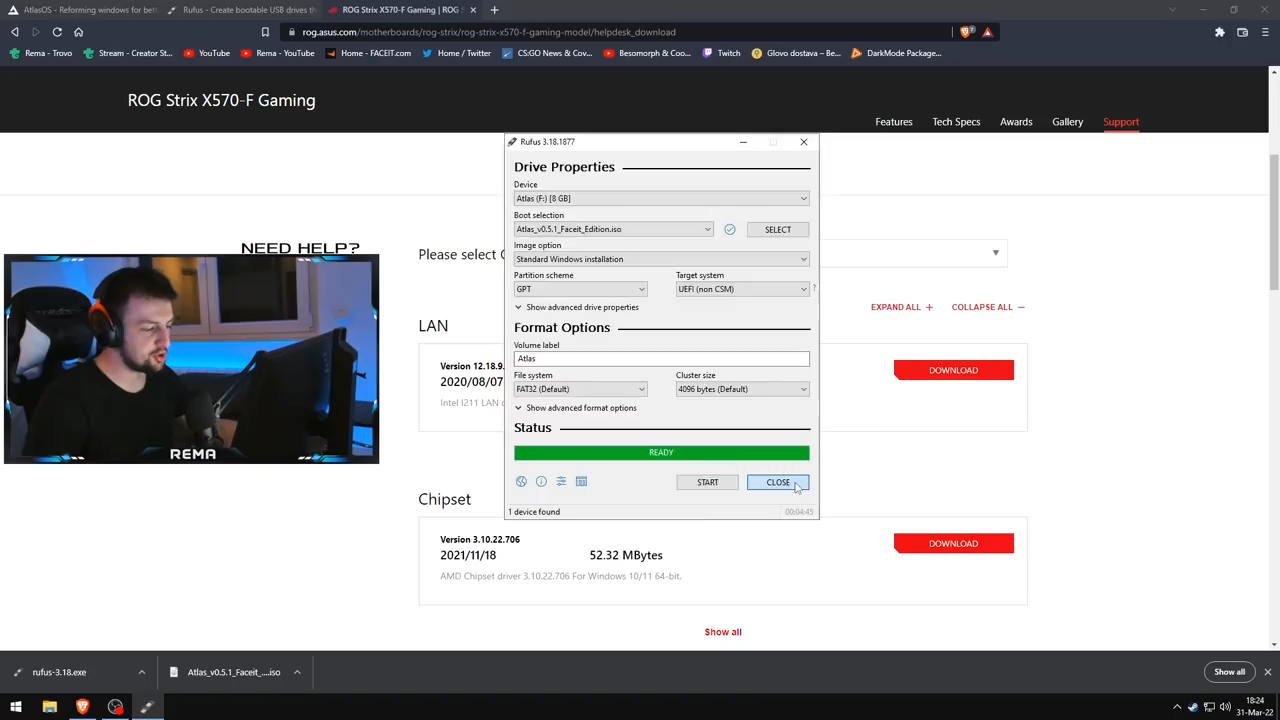 AtlasOS - Reforming windows for bet
Rufus - Create bootable USB drives th
ROG Strix X570-F Gaming | ROG S
rog.asus.com/motherboards/rog-strix/rog-strix-x570-f-gaming-model/helpdesk_download
7
Rema - Trovo
Stream - Creator St...
YouTube
Rema - YouTube
Home - FACEIT.com
Home / Twitter
CS:GO News & Cov...
Besomorph & Coo...
Twitch
Glovo dostava – Be...
DarkMode Package...
ROG Strix X570-F Gaming
Features
Tech Specs
Awards
Gallery
Support
NEED HELP?
Please select
EXPAND ALL +
COLLAPSE ALL −
LAN
Version 12.18.9.
2020/08/07
Intel I211 LAN
DOWNLOAD
Chipset
Version 3.10.22.706
2021/11/18
52.32 MBytes
AMD Chipset driver 3.10.22.706 For Windows 10/11 64-bit.
DOWNLOAD
Show all
Rufus 3.18.1877
Drive Properties
Device
Atlas (F:) [8 GB]
Boot selection
Atlas_v0.5.1_Faceit_Edition.iso
SELECT
Image option
Standard Windows installation
Partition scheme
Target system
GPT
UEFI (non CSM)
?
Show advanced drive properties
Format Options
Volume label
Atlas
File system
Cluster size
FAT32 (Default)
4096 bytes (Default)
Show advanced format options
Status
READY
START
CLOSE
1 device found
00:04:45
REMA
rufus-3.18.exe
Atlas_v0.5.1_Faceit_....iso
Show all
18:24
31-Mar-22